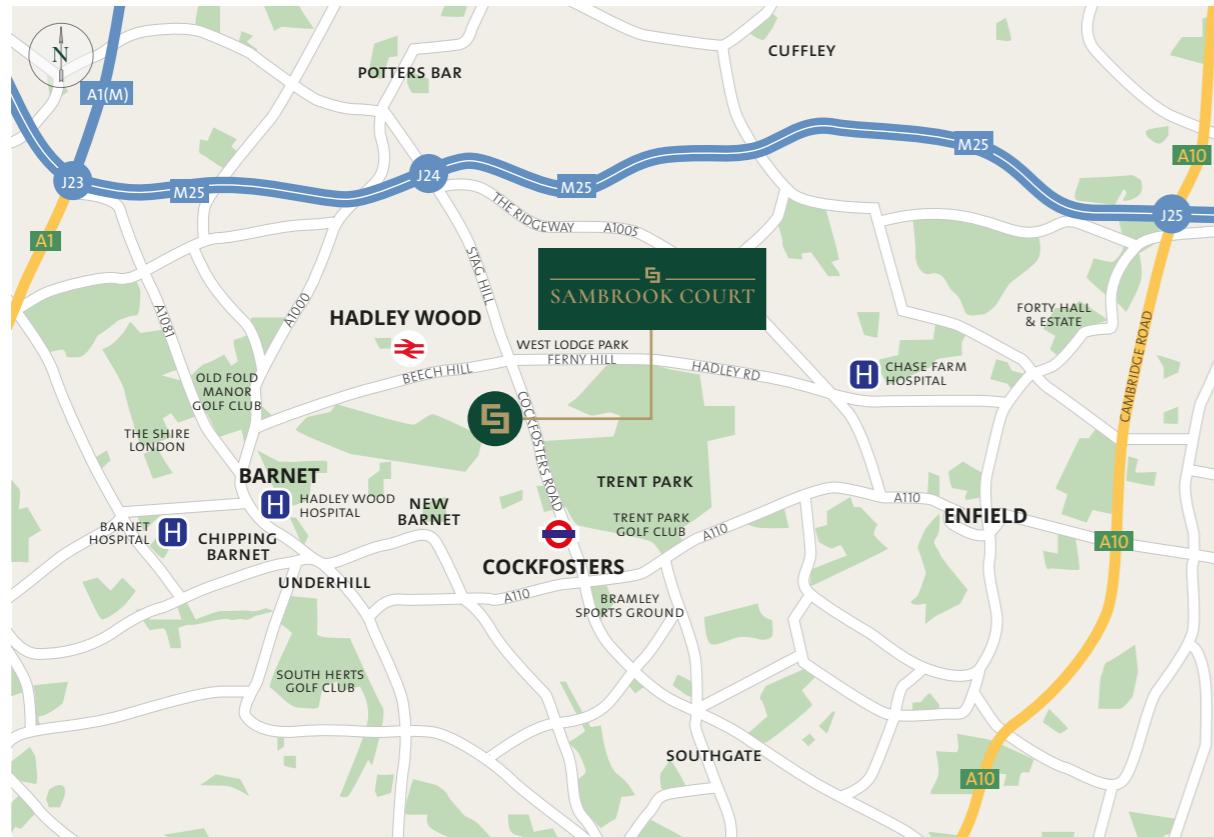 N
CUFFLEY
POTTERS BAR
A1(M)
M25
A10
J23
J24
M25
M25
J25
A1
THE RIDGEWAY
A1005
STAG HILL
SAMBROOK COURT
A1081
A1000
HADLEY WOOD
FORTY HALL
& ESTATE
CAMBRIDGE ROAD
WEST LODGE PARK
FERNY HILL
BEECH HILL
HADLEY RD
H
CHASE FARM
HOSPITAL
OLD FOLD
MANOR
GOLF CLUB
COCKFOSTERS ROAD
THE SHIRE
LONDON
BARNET
H
HADLEY WOOD
HOSPITAL
NEW
BARNET
TRENT PARK
A110
ENFIELD
BARNET
HOSPITAL
H
CHIPPING
BARNET
TRENT PARK
GOLF CLUB
A110
A10
COCKFOSTERS
UNDERHILL
A110
BRAMLEY
SPORTS GROUND
SOUTH HERTS
GOLF CLUB
SOUTHGATE
A10